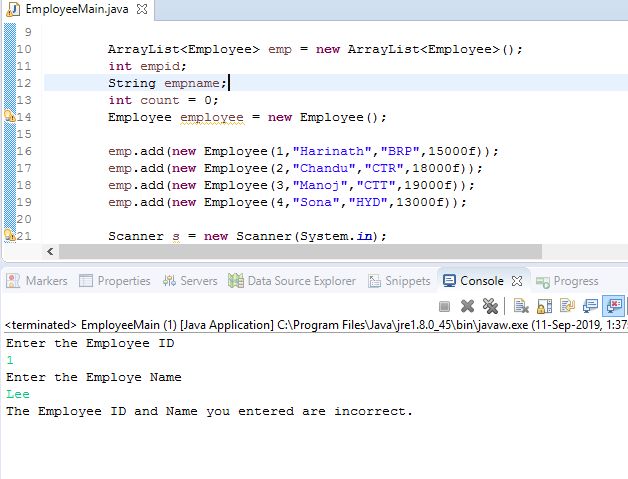 EmployeeMain.java
9
10 ArrayList<Employee> emp = new ArrayList<Employee>();
11 int empid;
12 String empname;
13 int count = 0;
14 Employee employee = new Employee();
15
16 emp.add(new Employee(1,"Harinath","BRP",15000f));
17 emp.add(new Employee(2,"Chandu","CTR",18000f));
18 emp.add(new Employee(3,"Manoj","CTT",19000f));
19 emp.add(new Employee(4,"Sona","HYD",13000f));
20
21 Scanner s = new Scanner(System.in);
Markers Properties Servers Data Source Explorer Snippets Console Progress
<terminated> EmployeeMain (1) [Java Application] C:\Program Files\Java\jre1.8.0_45\bin\javaw.exe (11-Sep-2019, 1:37
Enter the Employee ID
1
Enter the Employe Name
Lee
The Employee ID and Name you entered are incorrect.